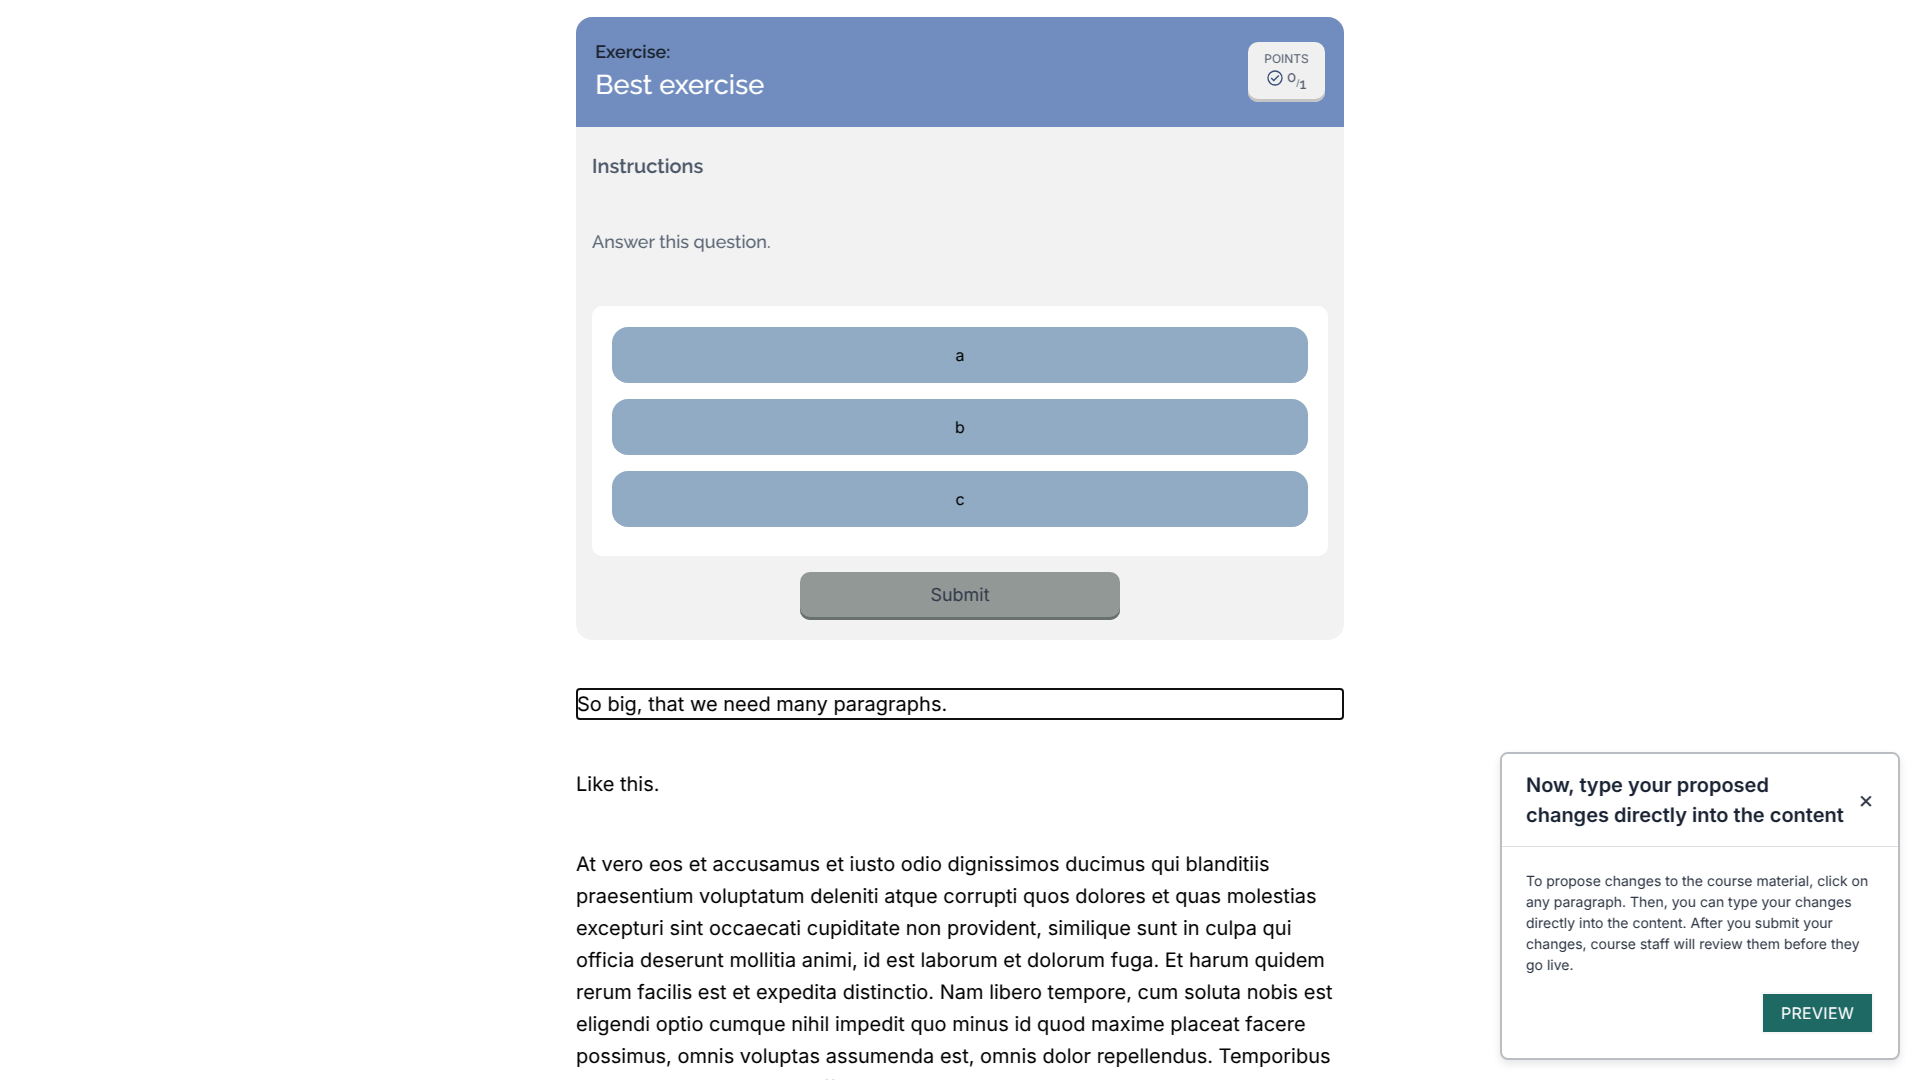 Exercise:
Best exercise
POINTS
0/1
Instructions
Answer this question.
a
b
c
Submit
So big, that we need many paragraphs.
Like this.
At vero eos et accusamus et iusto odio dignissimos ducimus qui blanditiis
praesentium voluptatum deleniti atque corrupti quos dolores et quas molestias
excepturi sint occaecati cupiditate non provident, similique sunt in culpa qui
officia deserunt mollitia animi, id est laborum et dolorum fuga. Et harum quidem
rerum facilis est et expedita distinctio. Nam libero tempore, cum soluta nobis est
eligendi optio cumque nihil impedit quo minus id quod maxime placeat facere
possimus, omnis voluptas assumenda est, omnis dolor repellendus. Temporibus
Now, type your proposed
changes directly into the content
To propose changes to the course material, click on
any paragraph. Then, you can type your changes
directly into the content. After you submit your
changes, course staff will review them before they
go live.
PREVIEW